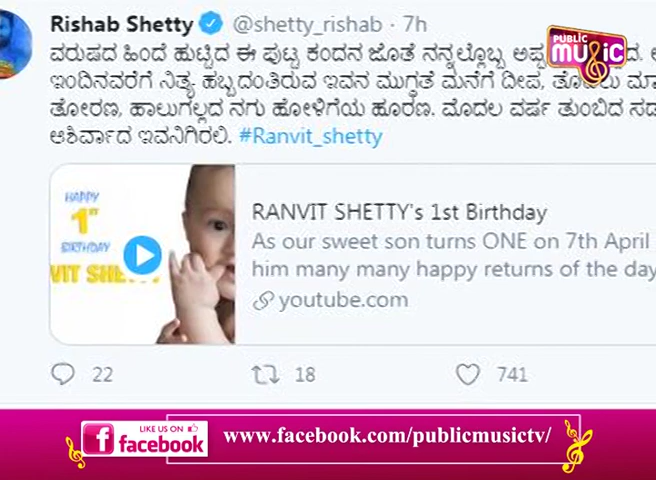 Rishab Shetty @shetty_rishab · 7h
PUBLIC MUSIC
ವರುಷದ ಹಿಂದೆ ಹುಟ್ಟಿದ ಈ ಪುಟ್ಟ ಕಂದನ ಜೊತೆ ನನ್ನಲ್ಲೊಬ್ಬ ಅಪ್ಪ
ಇಂದಿನವರೆಗೆ ನಿತ್ಯ ಹಬ್ಬದಂತಿರುವ ಇವನ ಮುಗ್ಧತೆ ಮನೆಗೆ ದೀಪ,
ತೋರಣ, ಹಾಲುಗಲ್ಲದ ನಗು ಹೋಳಿಗೆಯ ಹೂರಣ. ಮೊದಲ ವರ್ಷ ತುಂಬಿದ
ಆಶಿರ್ವಾದ ಇವನಿಗಿರಲಿ. #Ranvit_shetty
HAPPY
1ST
BIRTHDAY
VIT SHETTY
RANVIT SHETTY's 1st Birthday
As our sweet son turns ONE on 7th April
him many many happy returns of the day
youtube.com
22 18 741
LIKE US ON
facebook
www.facebook.com/publicmusictv/